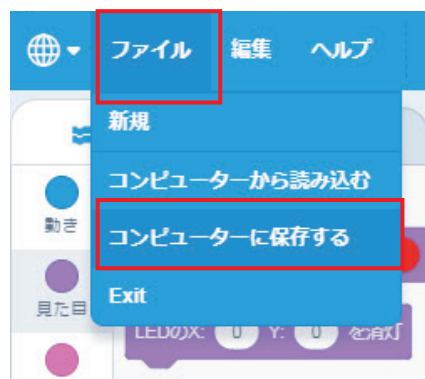 ファイル 編集 ヘルプ
新規
コンピューターから読み込む
動き
コンピューターに保存する
見た目
Exit
LEDのX: 0 Y: 0 を消灯